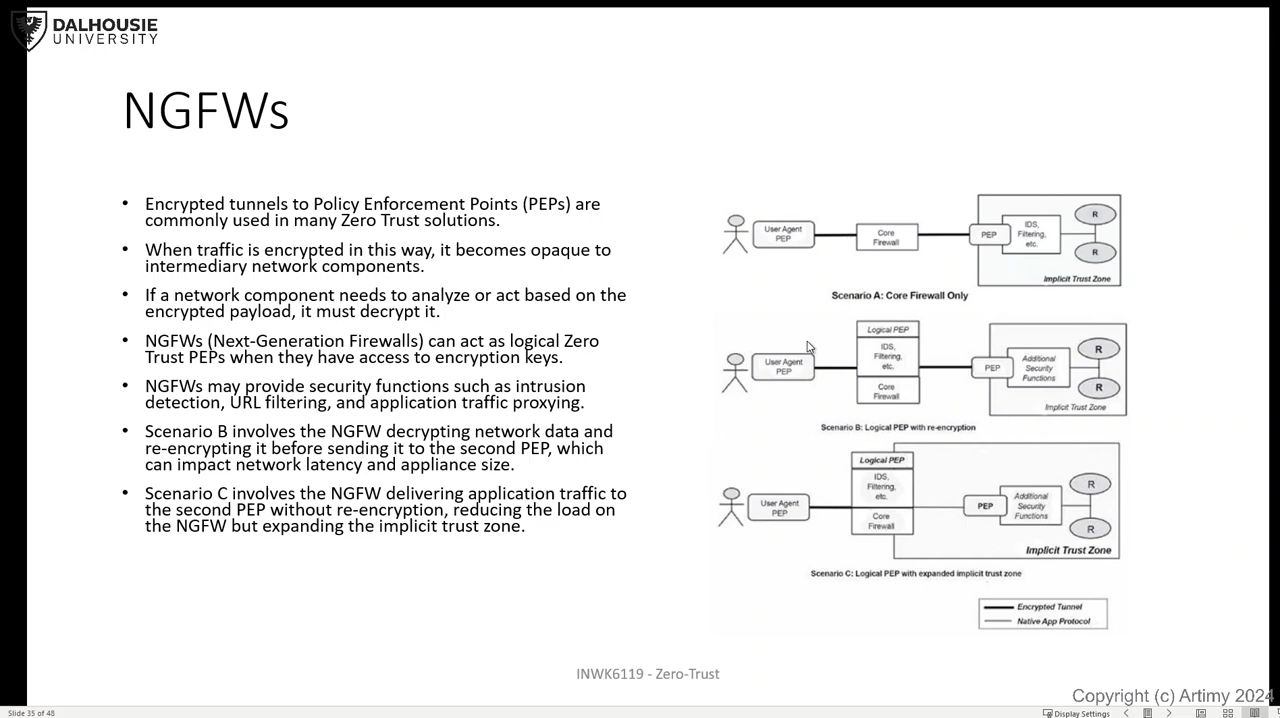 DALHOUSIE
UNIVERSITY
NGFWs
• Encrypted tunnels to Policy Enforcement Points (PEPs) are
commonly used in many Zero Trust solutions.
• When traffic is encrypted in this way, it becomes opaque to
intermediary network components.
• If a network component needs to analyze or act based on the
encrypted payload, it must decrypt it.
• NGFWs (Next-Generation Firewalls) can act as logical Zero
Trust PEPs when they have access to encryption keys.
• NGFWs may provide security functions such as intrusion
detection, URL filtering, and application traffic proxying.
• Scenario B involves the NGFW decrypting network data and
re-encrypting it before sending it to the second PEP, which
can impact network latency and appliance size.
• Scenario C involves the NGFW delivering application traffic to
the second PEP without re-encryption, reducing the load on
the NGFW but expanding the implicit trust zone.
User Agent
PEP
Core
Firewall
PEP
IDS,
Filtering,
etc.
R
R
Implicit Trust Zone
Scenario A: Core Firewall Only
User Agent
PEP
Logical PEP
IDS,
Filtering,
etc.
Core
Firewall
PEP
Additional
Security
Functions
R
R
Implicit Trust Zone
Scenario B: Logical PEP with re-encryption
User Agent
PEP
Logical PEP
IDS,
Filtering,
etc.
Core
Firewall
PEP
Additional
Security
Functions
R
R
Implicit Trust Zone
Scenario C: Logical PEP with expanded implicit trust zone
Encrypted Tunnel
Native App Protocol
INWK6119 - Zero-Trust
Copyright (c) Artimy 2024
Slide 35 of 48
Display Settings